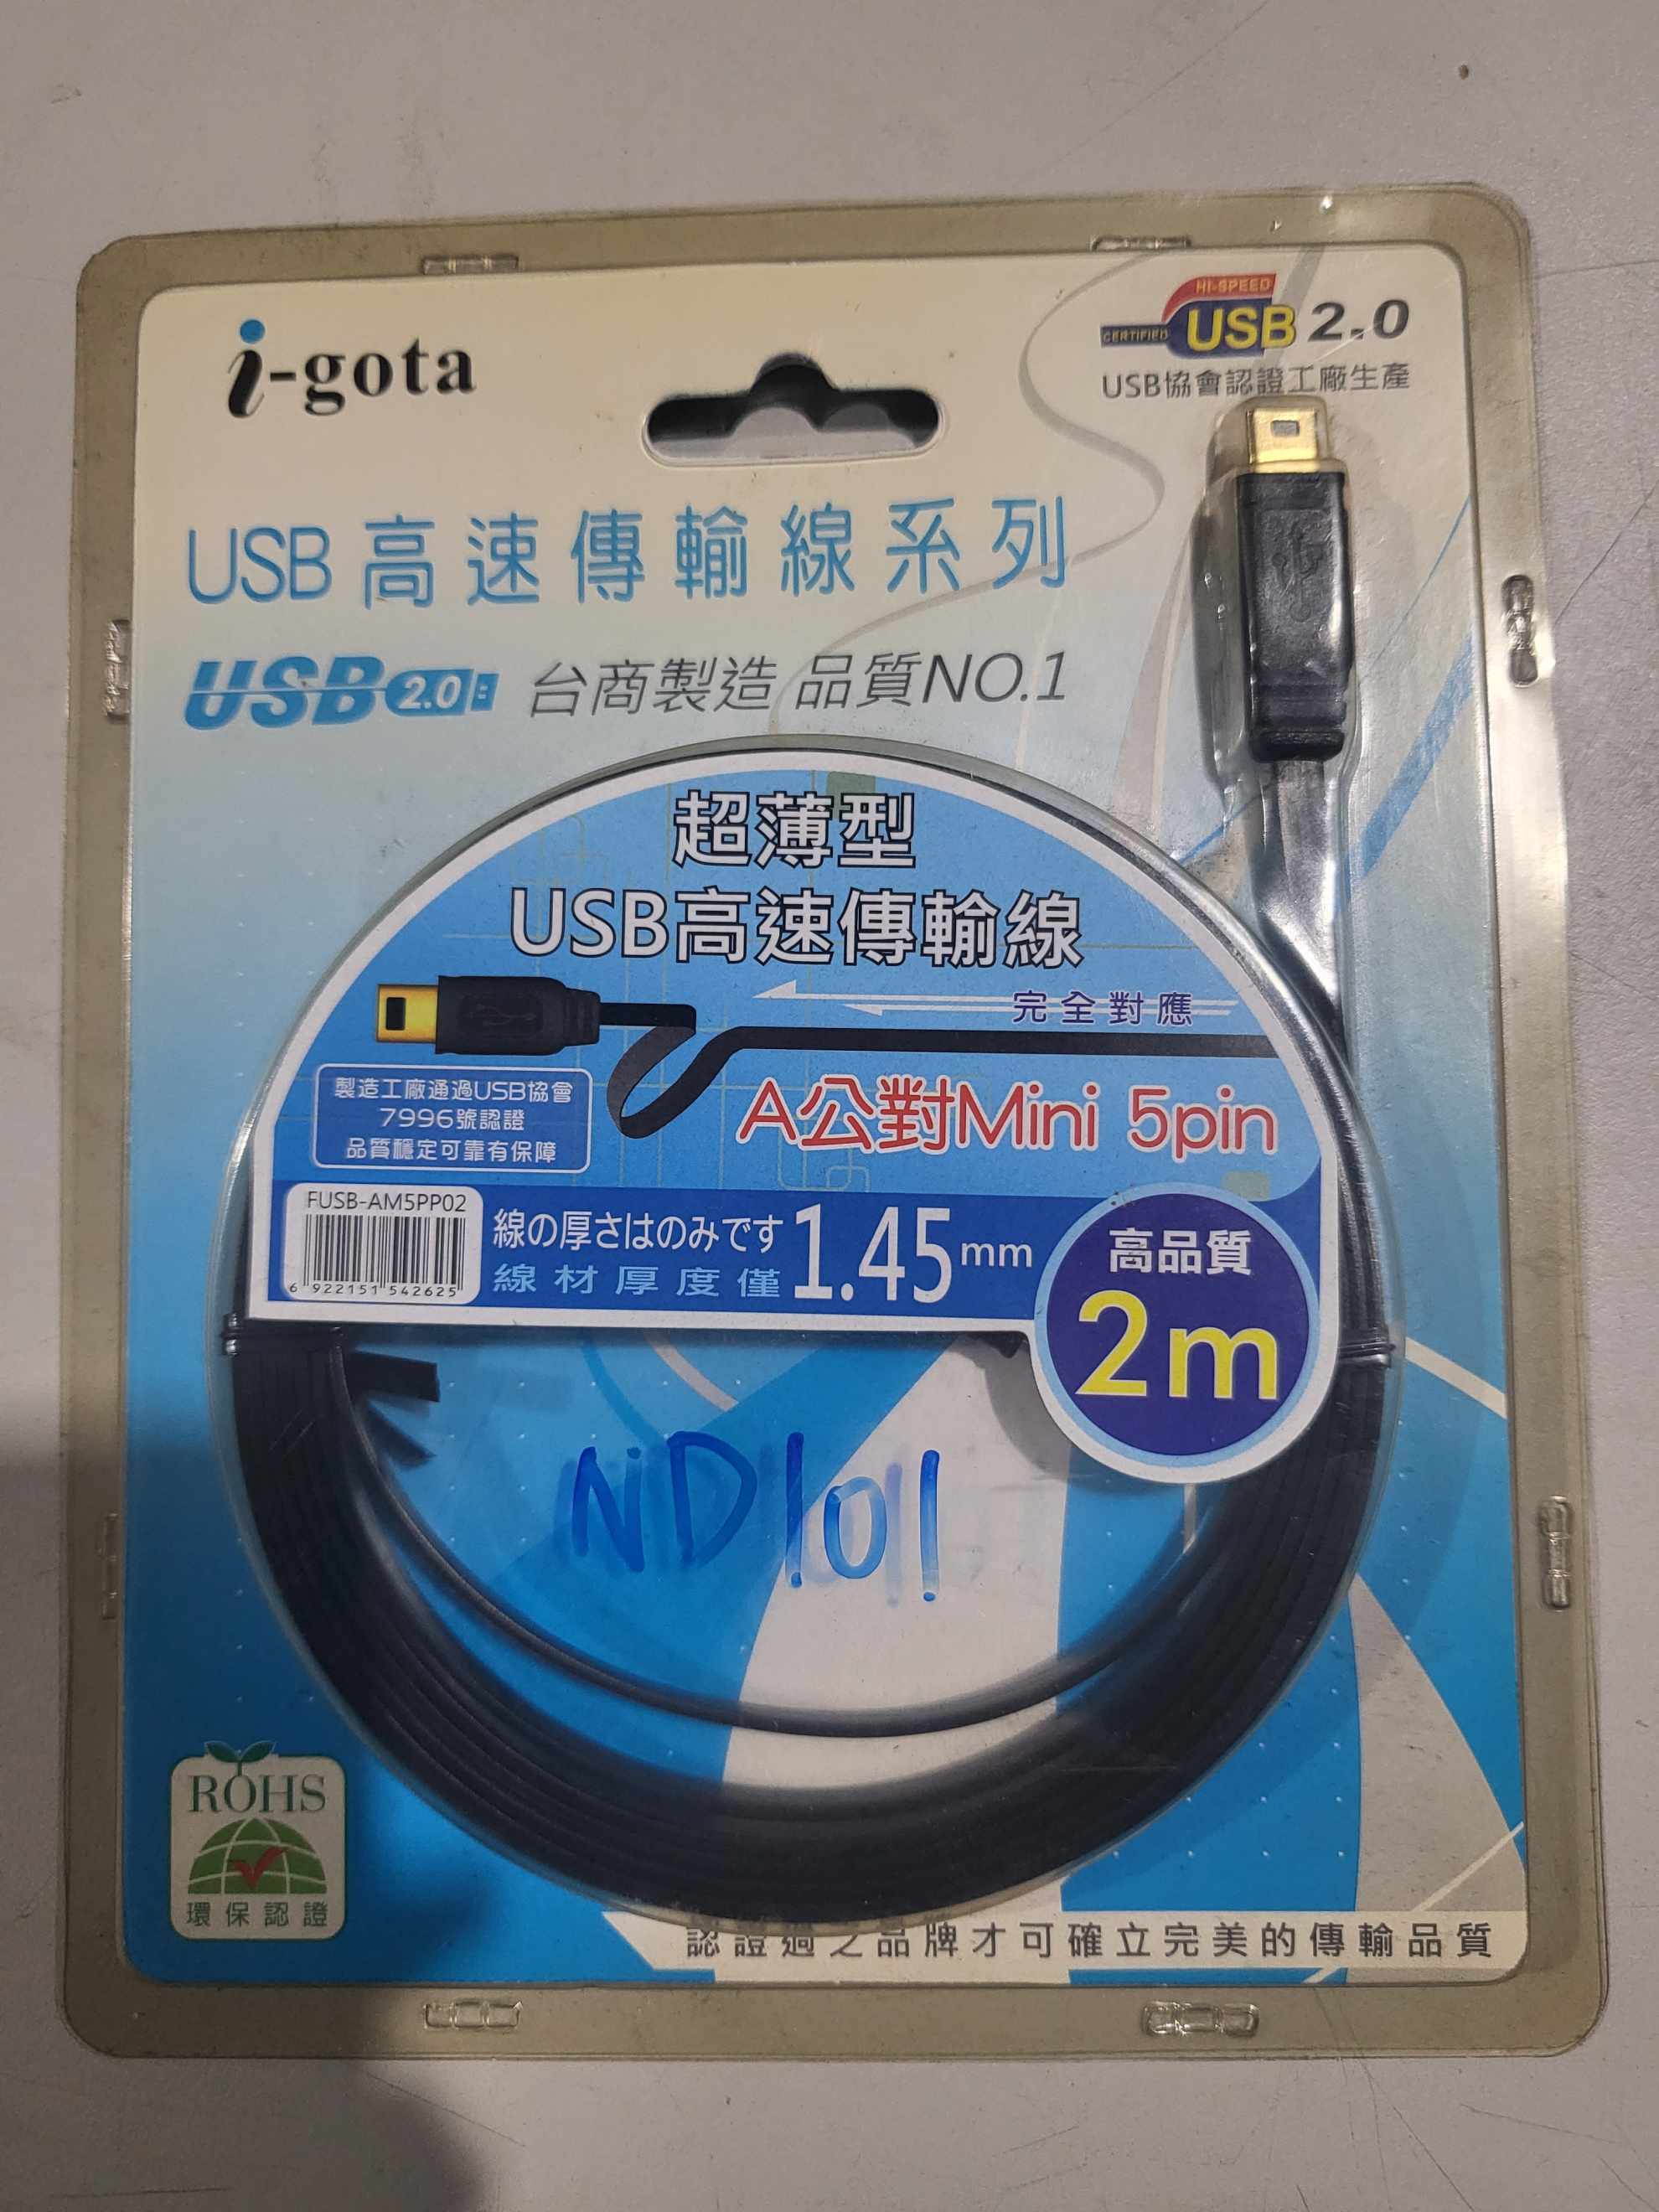 i-gota
HI-SPEED
CERTIFIED USB 2.0
USB協會認證工廠生產
USB 高速傳輸線系列
USB 2.0 台商製造 品質NO.1
超薄型
USB高速傳輸線
完全對應
A公對Mini 5pin
製造工廠通過USB協會
7996號認證
品質穩定可靠有保障
FUSB-AM5PP02
6 922151 542625
線の厚さはのみです
線材厚度僅 1.45mm
高品質
2m
ND101
ROHS
環保認證
認證過之品牌才可確立完美的傳輸品質